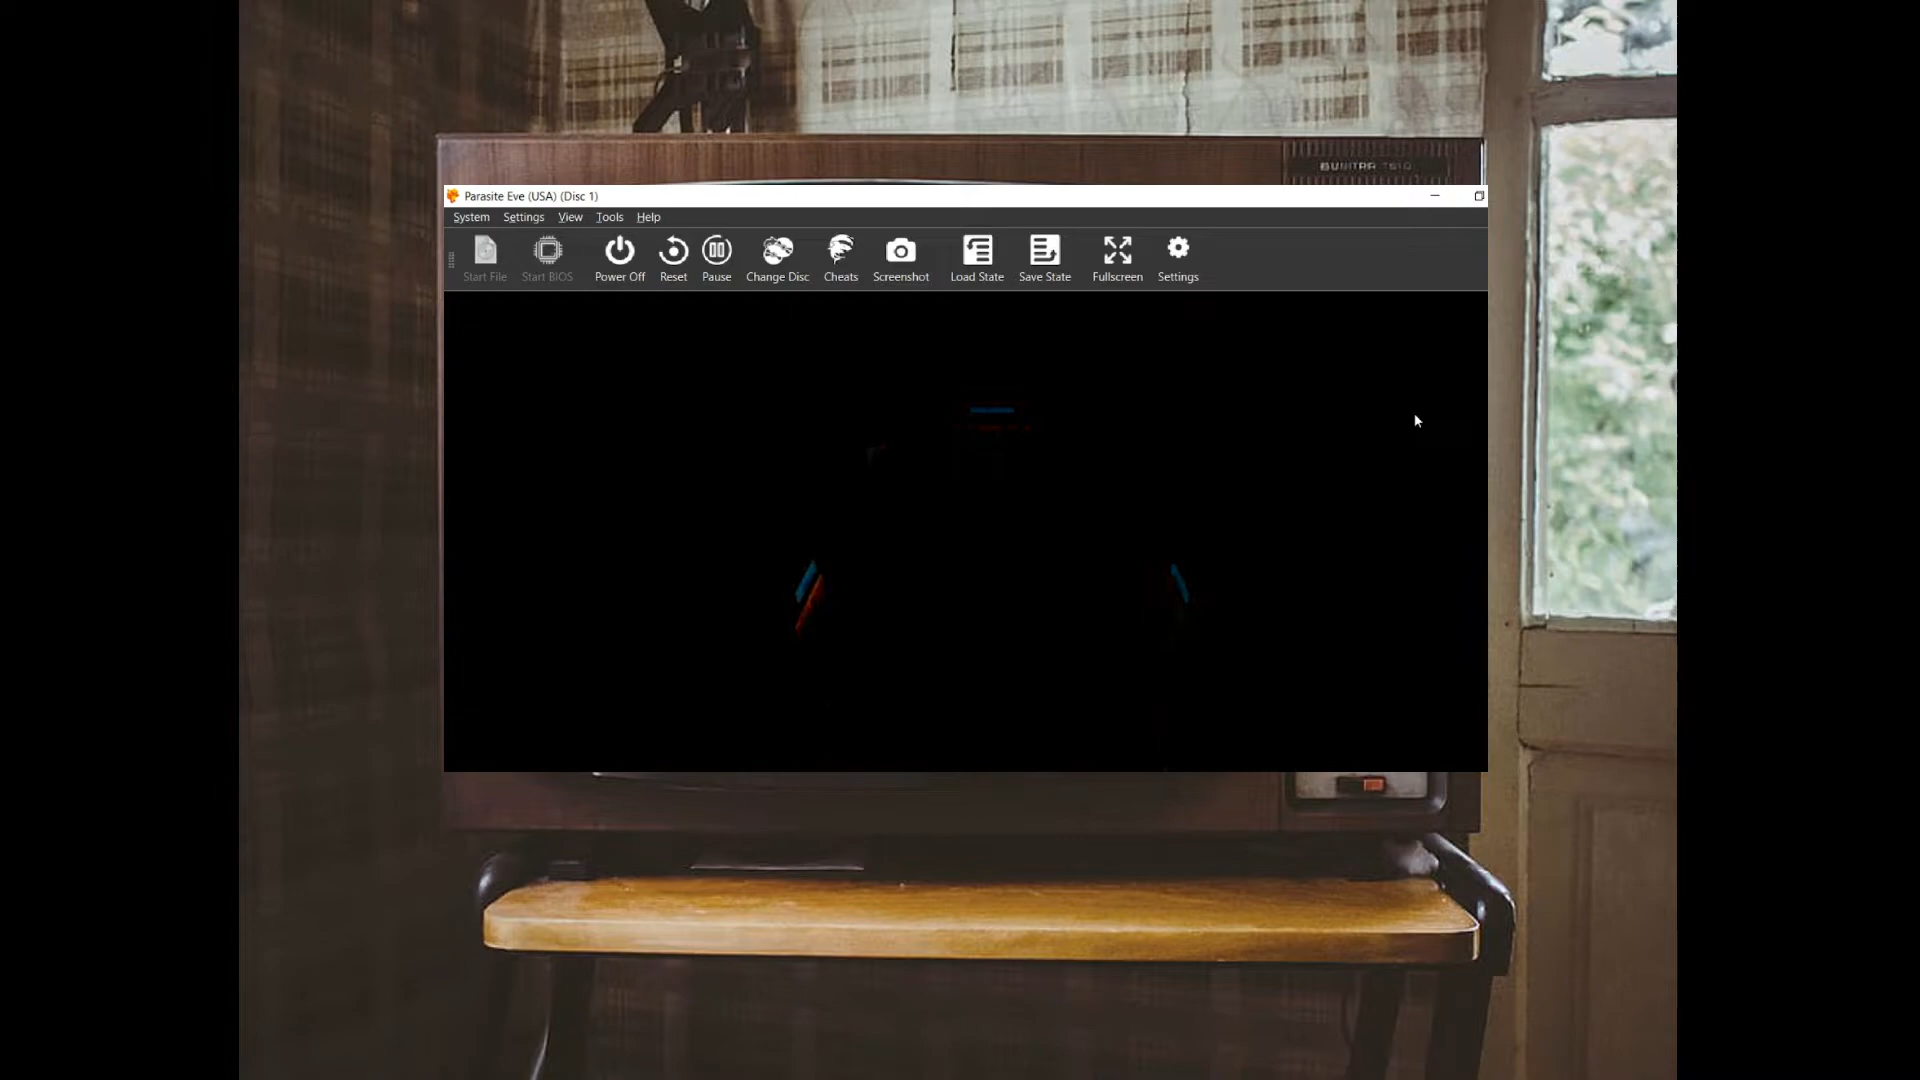 Parasite Eve (USA) (Disc 1)
System Settings View Tools Help
Start File Start BIOS Power Off Reset Pause Change Disc Cheats Screenshot Load State Save State Fullscreen Settings